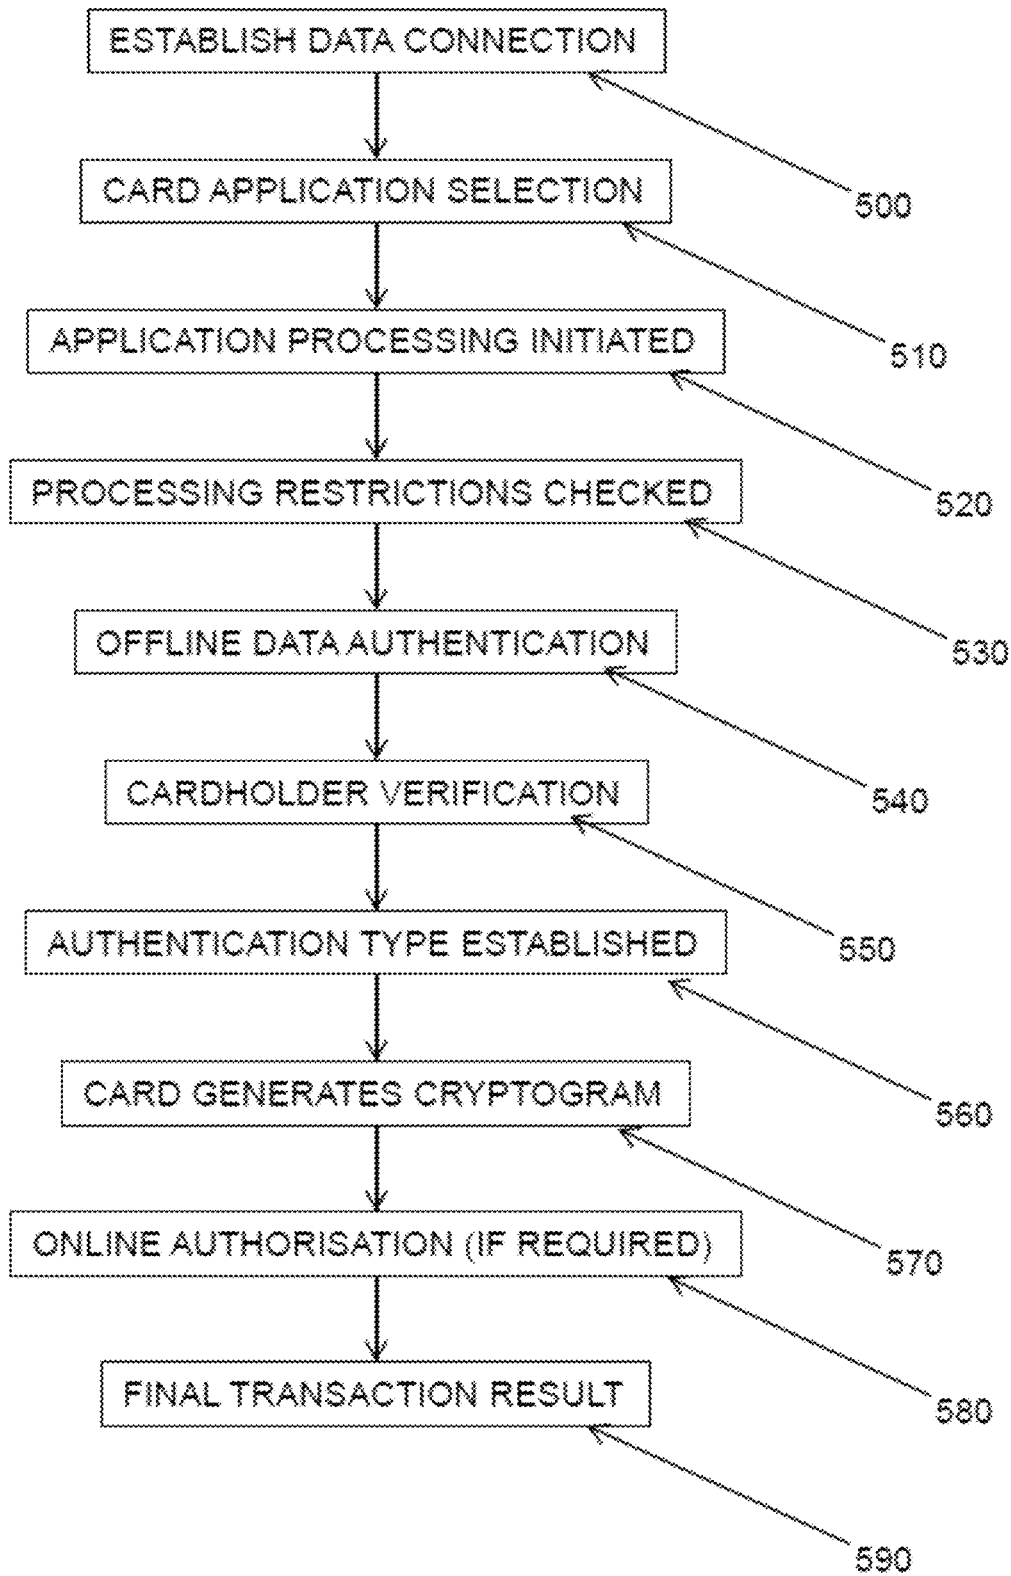 ESTABLISH DATA CONNECTION
500
CARD APPLICATION SELECTION
510
APPLICATION PROCESSING INITIATED
520
PROCESSING RESTRICTIONS CHECKED
530
OFFLINE DATA AUTHENTICATION
540
CARDHOLDER VERIFICATION
550
AUTHENTICATION TYPE ESTABLISHED
560
CARD GENERATES CRYPTOGRAM
570
ONLINE AUTHORISATION (IF REQUIRED)
580
FINAL TRANSACTION RESULT
590